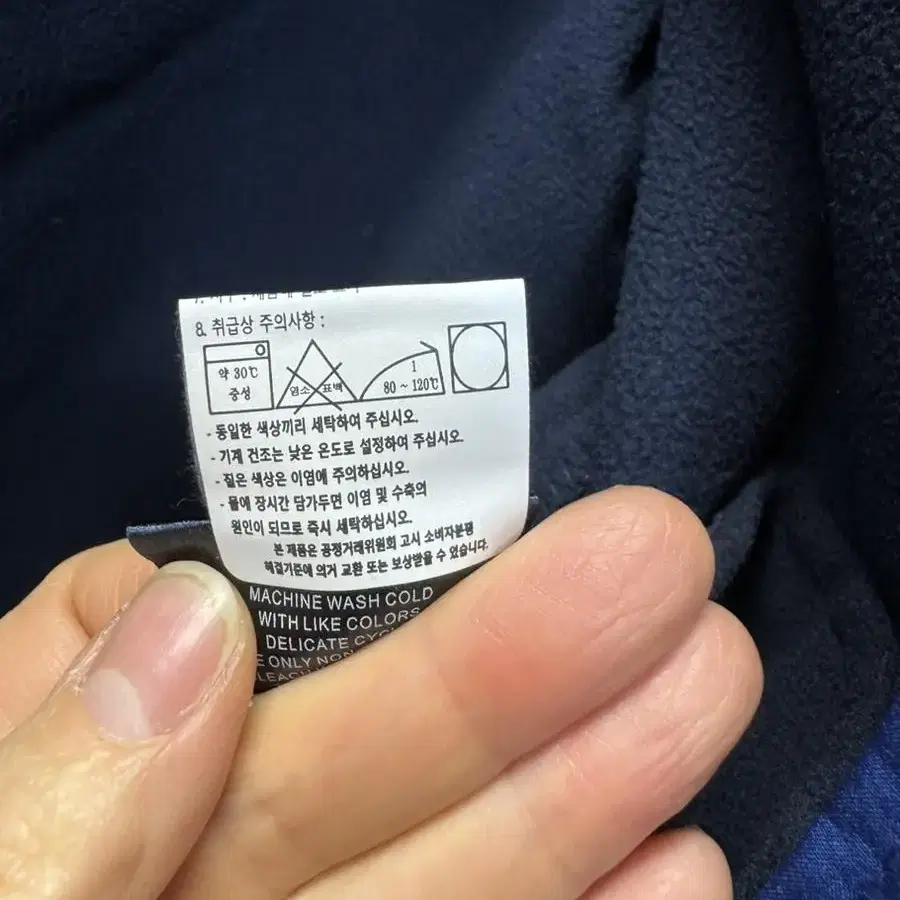 8. 취급상 주의사항 :
약 30℃
중성
염소 표백
1
80 ~ 120℃
- 동일한 색상끼리 세탁하여 주십시오.
- 기계 건조는 낮은 온도로 설정하여 주십시오.
- 짙은 색상은 이염에 주의하십시오.
- 물에 장시간 담가두면 이염 및 수축의
원인이 되므로 즉시 세탁하십시오.
본 제품은 공정거래위원회 고시 소비자분쟁
해결기준에 의거 교환 또는 보상받을 수 있습니다.
MACHINE WASH COLD
WITH LIKE COLORS
DELICATE
ONLY